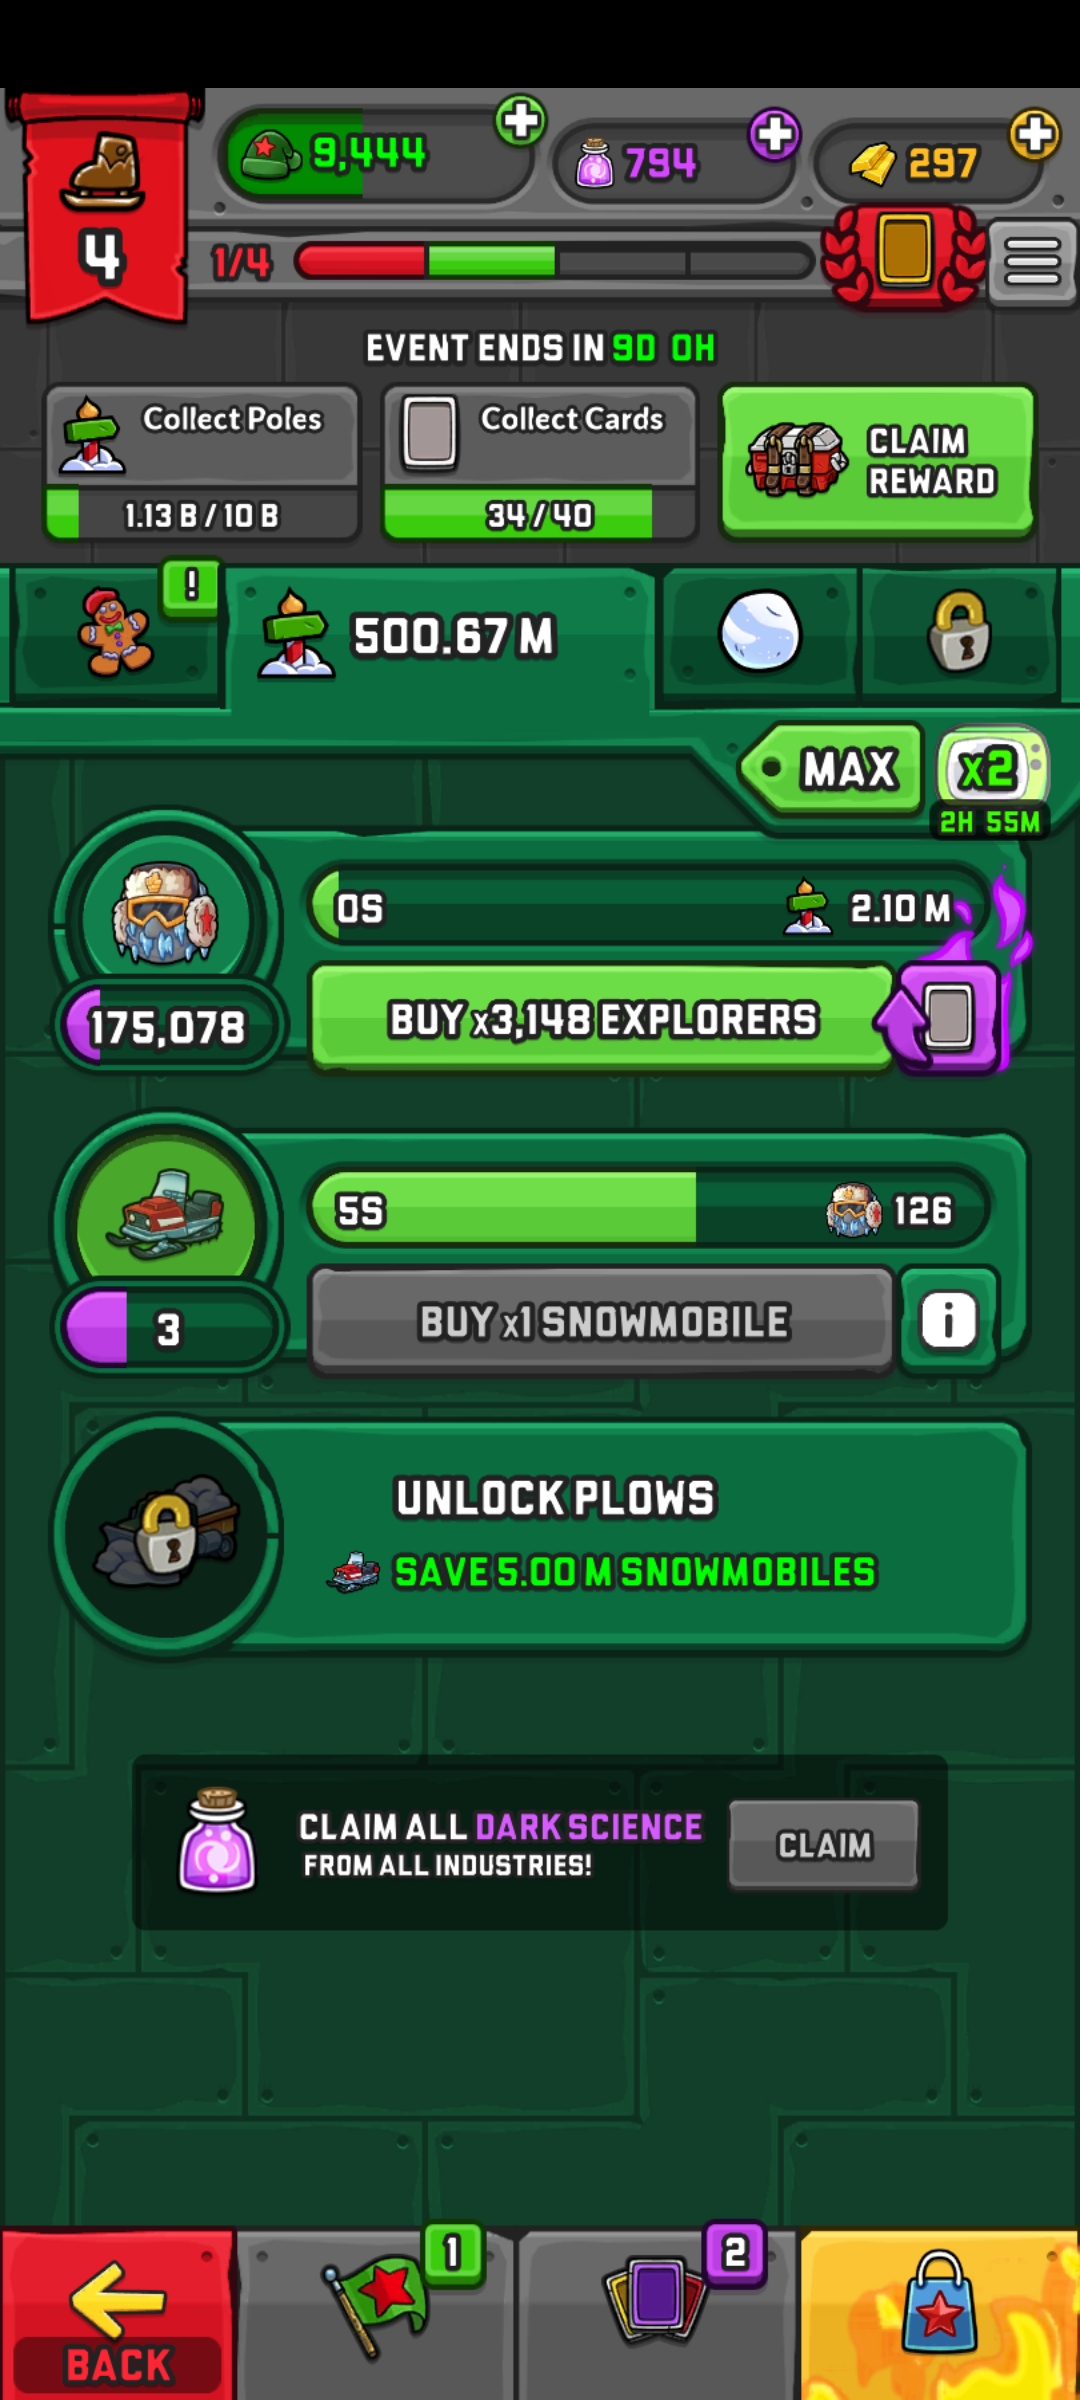 9,444
794
297
4
1/4
EVENT ENDS IN 9D 0H
Collect Poles
1.13 B / 10 B
Collect Cards
34 / 40
CLAIM
REWARD
!
500.67 M
MAX
x2
2H 55M
0S
2.10 M
175,078
BUY x3,148 EXPLORERS
5S
126
3
BUY x1 SNOWMOBILE
i
UNLOCK PLOWS
SAVE 5.00 M SNOWMOBILES
CLAIM ALL DARK SCIENCE
FROM ALL INDUSTRIES!
CLAIM
1
2
BACK